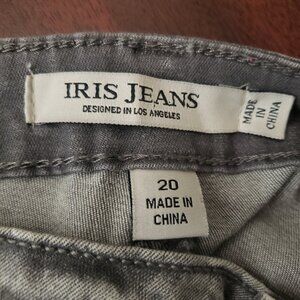 IRIS JEANS
DESIGNED IN LOS ANGELES
MADE
IN
CHINA
20
MADE IN
CHINA